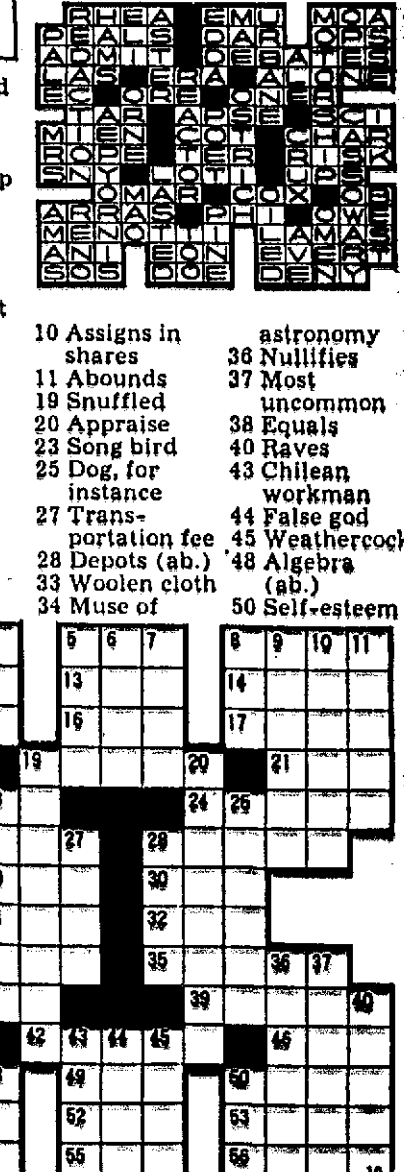 d
p
t
RHEA EMU MOA
PEALS DAR OPS
ADMIT DEBATES
LAS ERA ALONE
EC ORE ONER
TAR APSE SCI
MIEN COT CHAR
ROPE TER RISK
SNY LOTI UPS
OMAR COX OO
ARRAS PHI OWE
MENOTTI LAMAR
ANI EON EVERT
SOS DOE DENY
10 Assigns in
shares
11 Abounds
19 Snuffled
20 Appraise
23 Song bird
25 Dog, for
instance
27 Trans-
portation fee
28 Depots (ab.)
33 Woolen cloth
34 Muse of
astronomy
36 Nullifies
37 Most
uncommon
38 Equals
40 Raves
43 Chilean
workman
44 False god
45 Weathercock
48 Algebra
(ab.)
50 Self-esteem
5 6 7 8 9 10 11
13 14
16 17
19 20 21
24 25
27 28
30
32
35 36 37
39 40
42 43 44 45 46
49 50
52 53
55 56